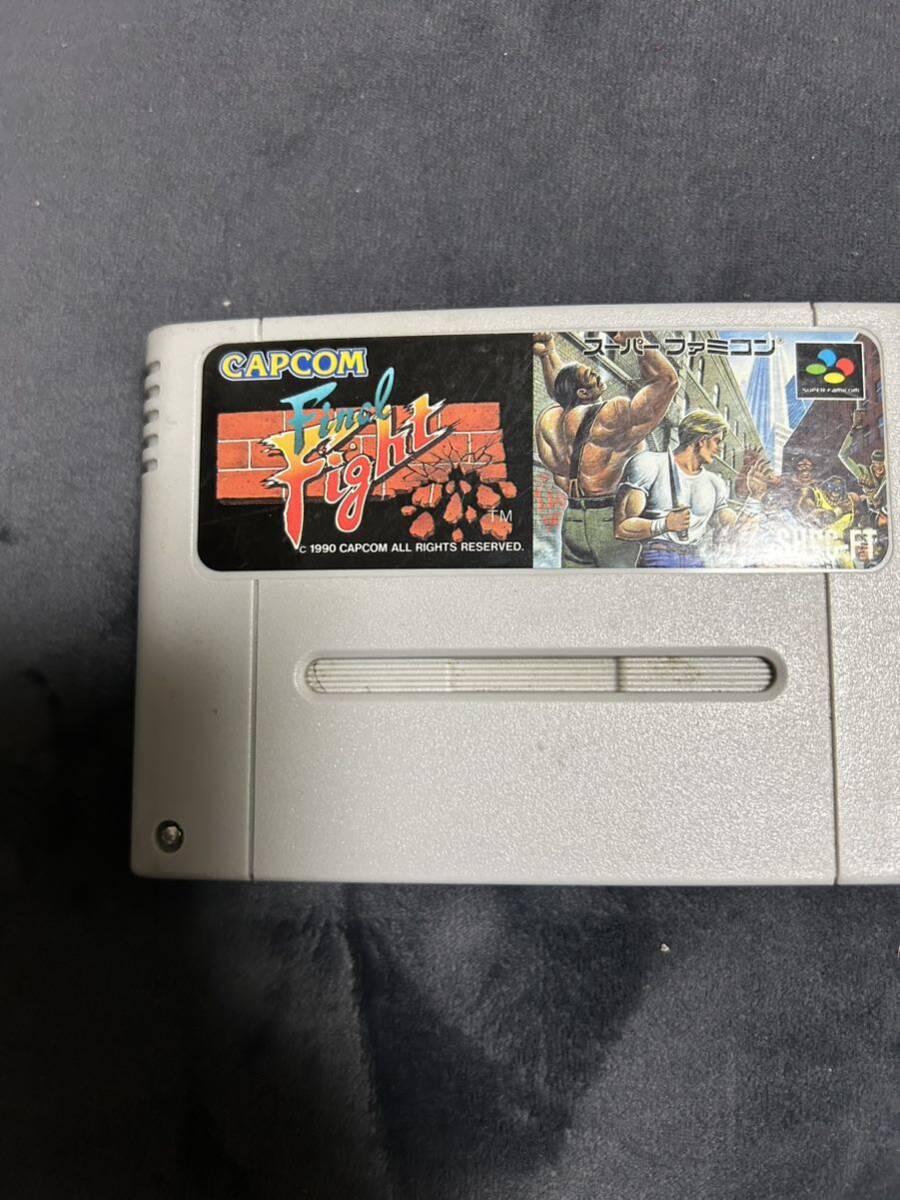 CAPCOM
Final
Fight
TM
C 1990 CAPCOM ALL RIGHTS RESERVED.
スーパーファミコン
SUPER FAMICOM
SHVC-FT